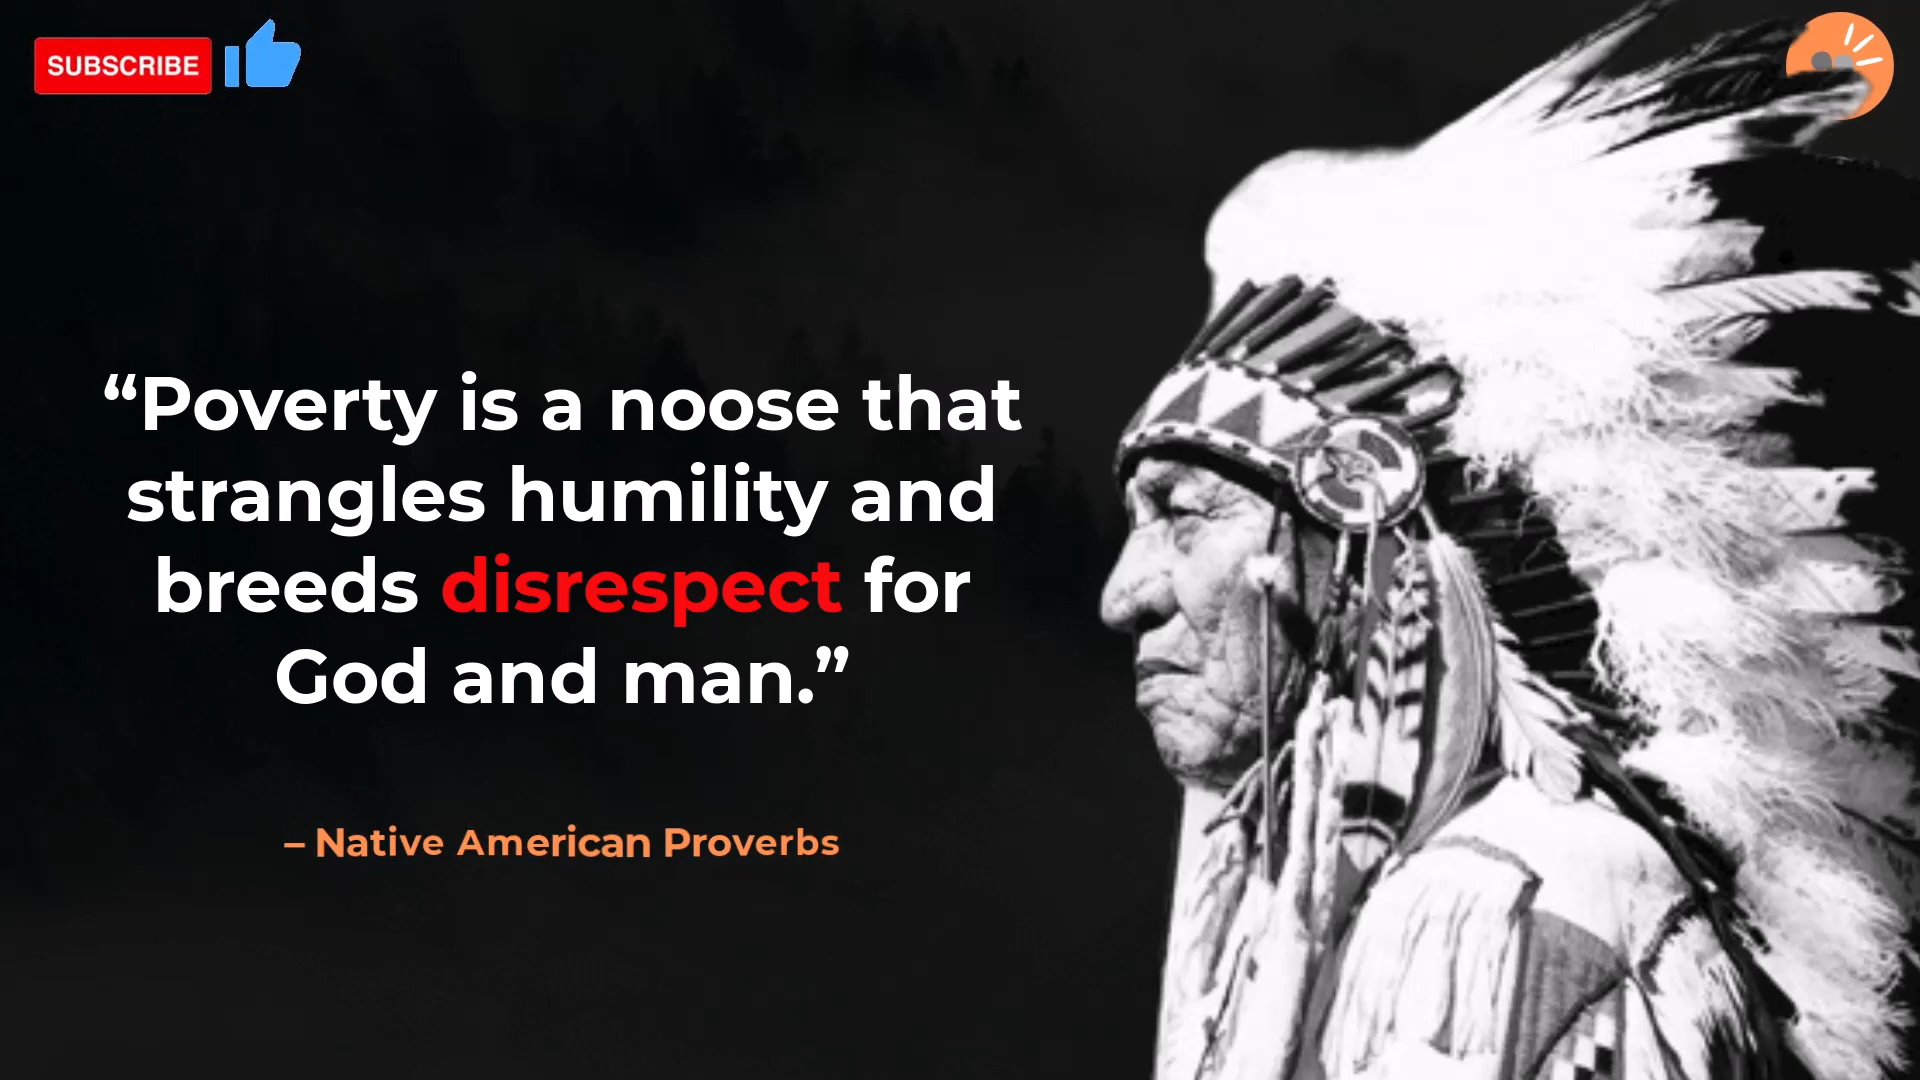 SUBSCRIBE
“Poverty is a noose that
strangles humility and
breeds disrespect for
God and man.”
– Native American Proverbs